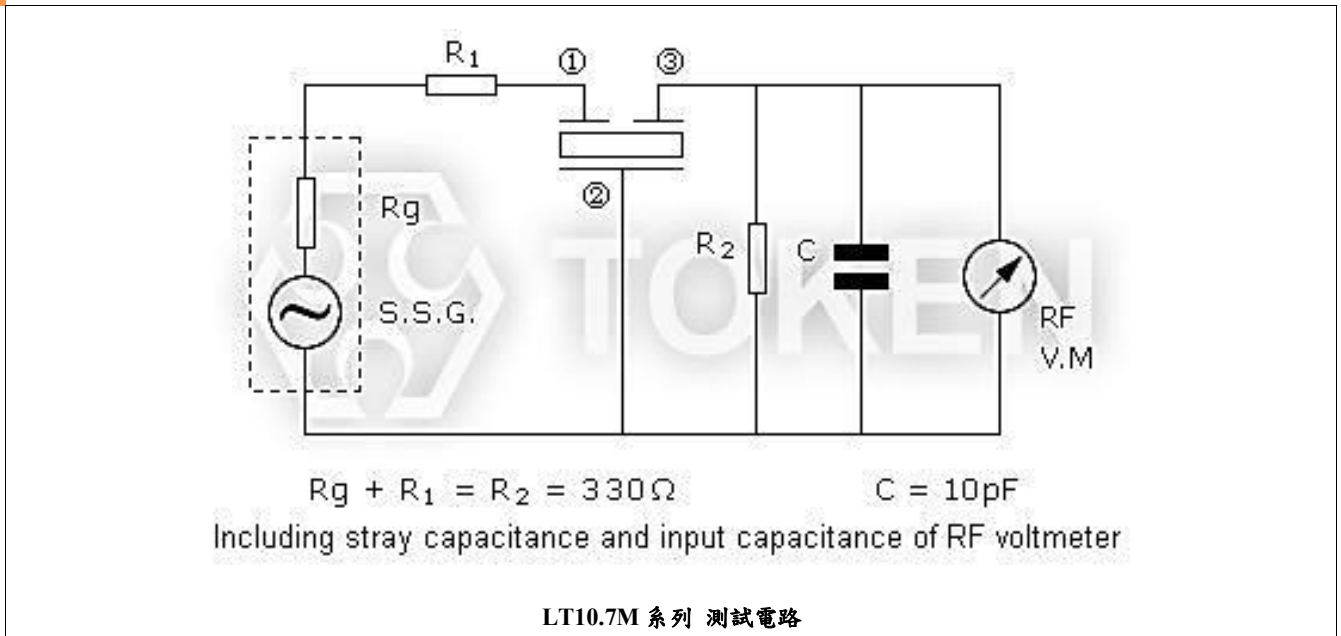 R1
① ③
Rg
②
TOKEN
R2
C
S.S.G.
RF
V.M
Rg + R1 = R2 = 330Ω C = 10pF
Including stray capacitance and input capacitance of RF voltmeter
LT10.7M 系列 測試電路